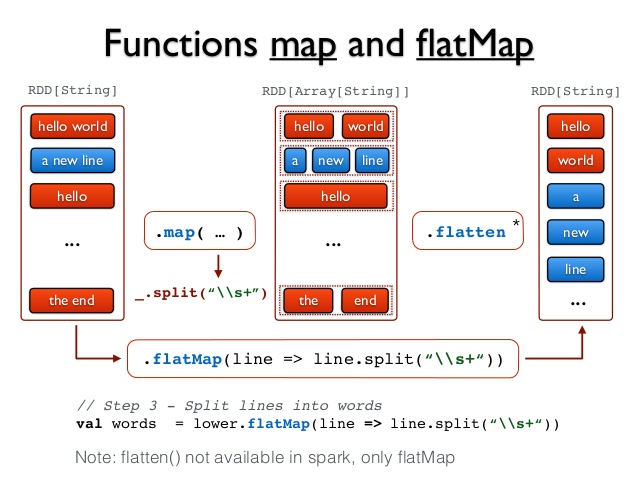 Functions map and flatMap
RDD[String]
RDD[Array[String]]
RDD[String]
hello world
a new line
hello
...
the end
hello world
a new line
hello
...
the end
hello
world
a
new
line
...
.map( … )
_.split(“\\s+”)
.flatten *
.flatMap(line => line.split(“\\s+“))
// Step 3 - Split lines into words
val words = lower.flatMap(line => line.split(“\\s+“))
Note: flatten() not available in spark, only flatMap